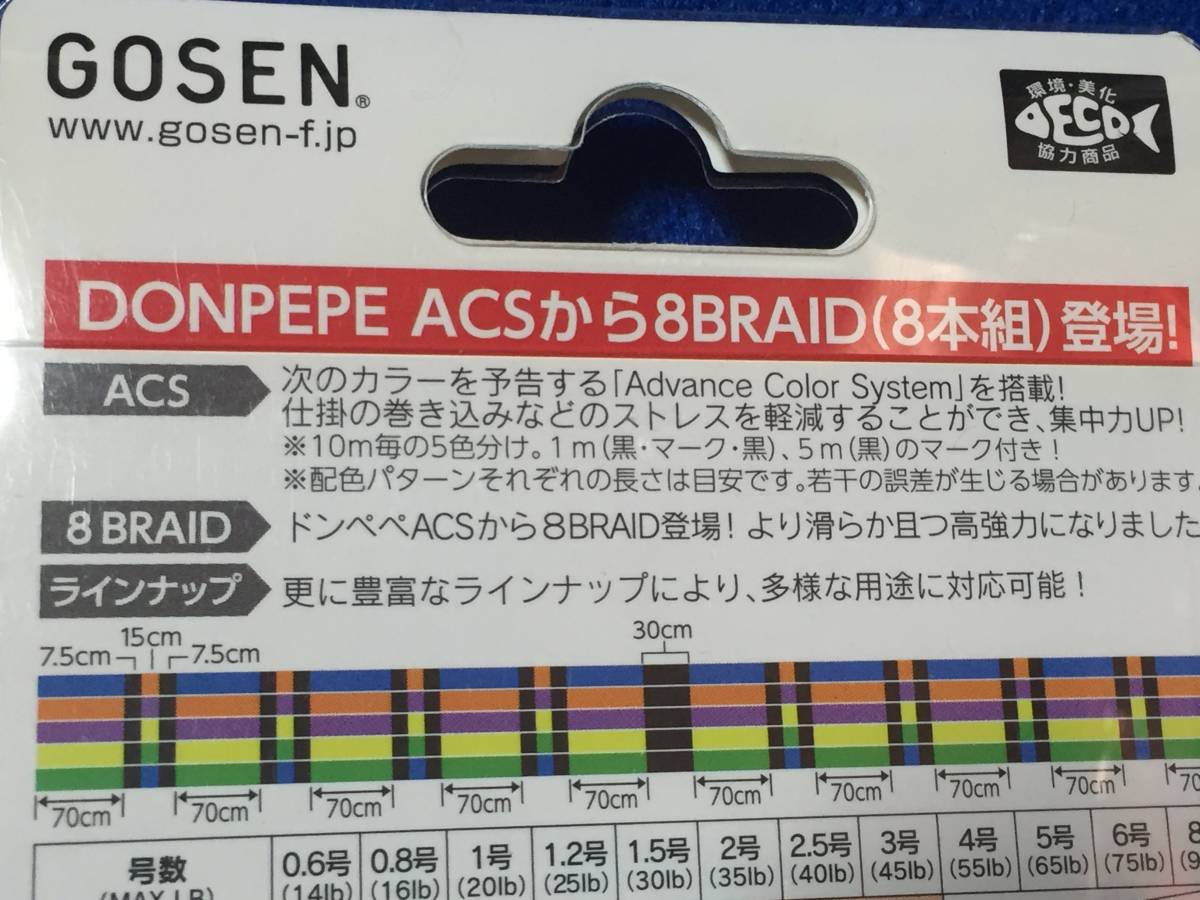 GOSEN®
www.gosen-f.jp
環境・美化
DECOS
協力商品
DONPEPE ACSから8BRAID(8本組)登場!
ACS
次のカラーを予告する「Advance Color System」を搭載!
仕掛の巻き込みなどのストレスを軽減することができ、集中力UP!
※10m毎の5色分け。1m(黒・マーク・黒)、5m(黒)のマーク付き!
※配色パターンそれぞれの長さは目安です。若干の誤差が生じる場合があります
8 BRAID
ドンペペACSから8BRAID登場! より滑らか且つ高強力になりました
ラインナップ
更に豊富なラインナップにより、多様な用途に対応可能!
7.5cm 15cm 7.5cm 30cm
70cm 70cm 70cm 70cm 70cm 70cm 70cm 70cm 70cm 70
号数 0.6号 0.8号 1号 1.2号 1.5号 2号 2.5号 3号 4号 5号 6号 8
(MAX LB) (14lb) (16lb) (20lb) (25lb) (30lb) (35lb) (40lb) (45lb) (55lb) (65lb) (75lb) (9